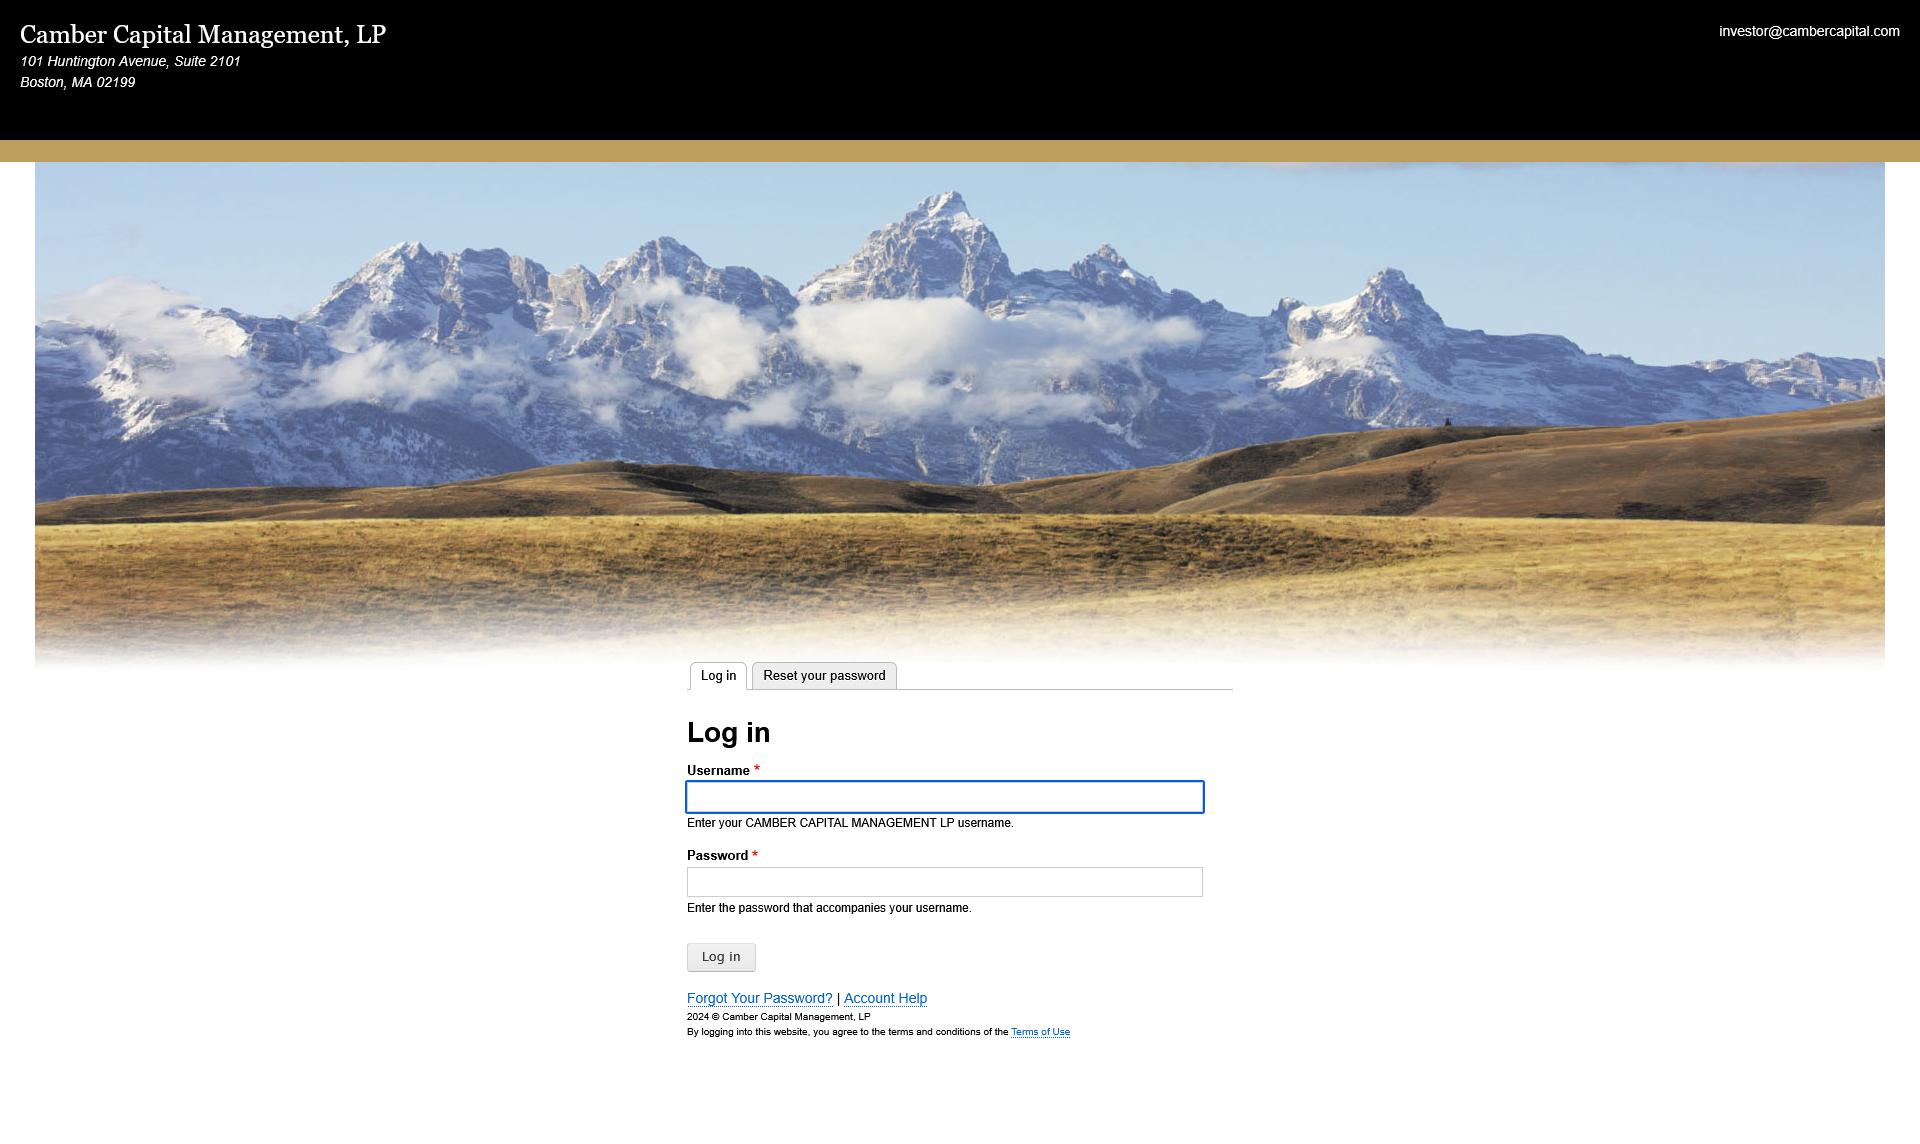 Camber Capital Management, LP
101 Huntington Avenue, Suite 2101
Boston, MA 02199
investor@cambercapital.com
Log in
Reset your password
Log in
Username *
Enter your CAMBER CAPITAL MANAGEMENT LP username.
Password *
Enter the password that accompanies your username.
Log in
Forgot Your Password? | Account Help
2024 © Camber Capital Management, LP
By logging into this website, you agree to the terms and conditions of the Terms of Use